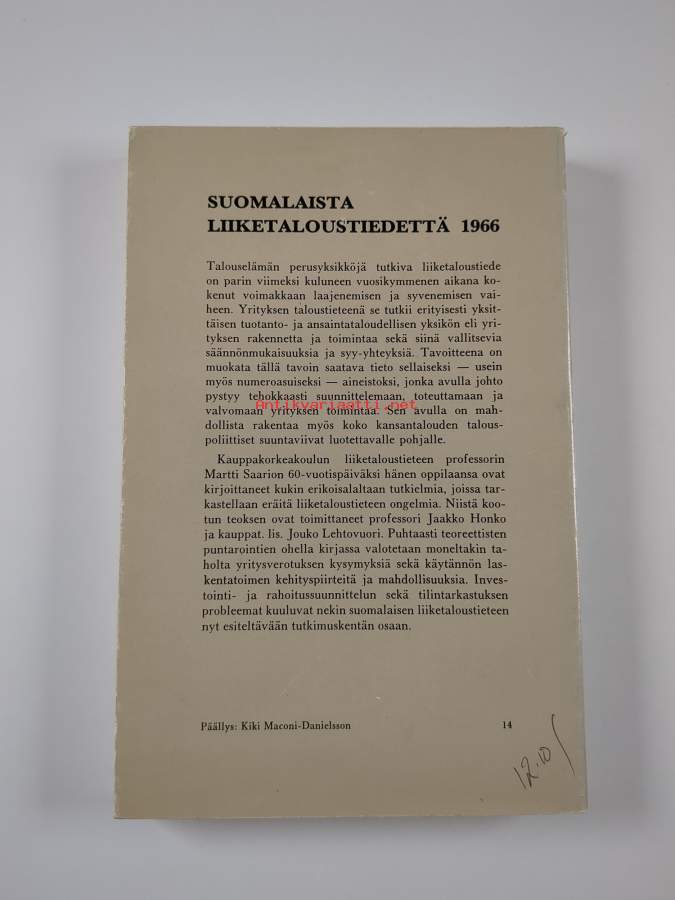 SUOMALAISTA
LIIKETALOUSTIEDETTÄ 1966
Talouselämän perusyksikköjä tutkiva liiketaloustiede
on parin viimeksi kuluneen vuosikymmenen aikana ko-
kenut voimakkaan laajenemisen ja syvenemisen vai-
heen. Yrityksen taloustieteenä se tutkii erityisesti yksit-
täisen tuotanto- ja ansaintataloudellisen yksikön eli yri-
tyksen rakennetta ja toimintaa sekä siinä vallitsevia
säännönmukaisuuksia ja syy-yhteyksiä. Tavoitteena on
muokata tällä tavoin saatava tieto sellaiseksi — usein
myös numeroasuiseksi — aineistoksi, jonka avulla johto
pystyy tehokkaasti suunnittelemaan, toteuttamaan ja
Antikvariaatti.net
valvomaan yrityksen toimintaa. Sen avulla on mah-
dollista rakentaa myös koko kansantalouden talous-
poliittiset suuntaviivat luotettavalle pohjalle.
Kauppakorkeakoulun liiketaloustieteen professorin
Martti Saarion 60-vuotispäiväksi hänen oppilaansa ovat
kirjoittaneet kukin erikoisalaltaan tutkielmia, joissa tar-
kastellaan eräitä liiketaloustieteen ongelmia. Niistä koo-
tun teoksen ovat toimittaneet professori Jaakko Honko
ja kauppat. lis. Jouko Lehtovuori. Puhtaasti teoreettisten
puntarointien ohella kirjassa valotetaan moneltakin ta-
holta yritysverotuksen kysymyksiä sekä käytännön las-
kentatoimen kehityspiirteitä ja mahdollisuuksia. Inves-
tointi- ja rahoitussuunnittelun sekä tilintarkastuksen
probleemat kuuluvat nekin suomalaisen liiketaloustieteen
nyt esiteltävään tutkimuskentän osaan.
Päällys: Kiki Maconi-Danielsson
14
12.10